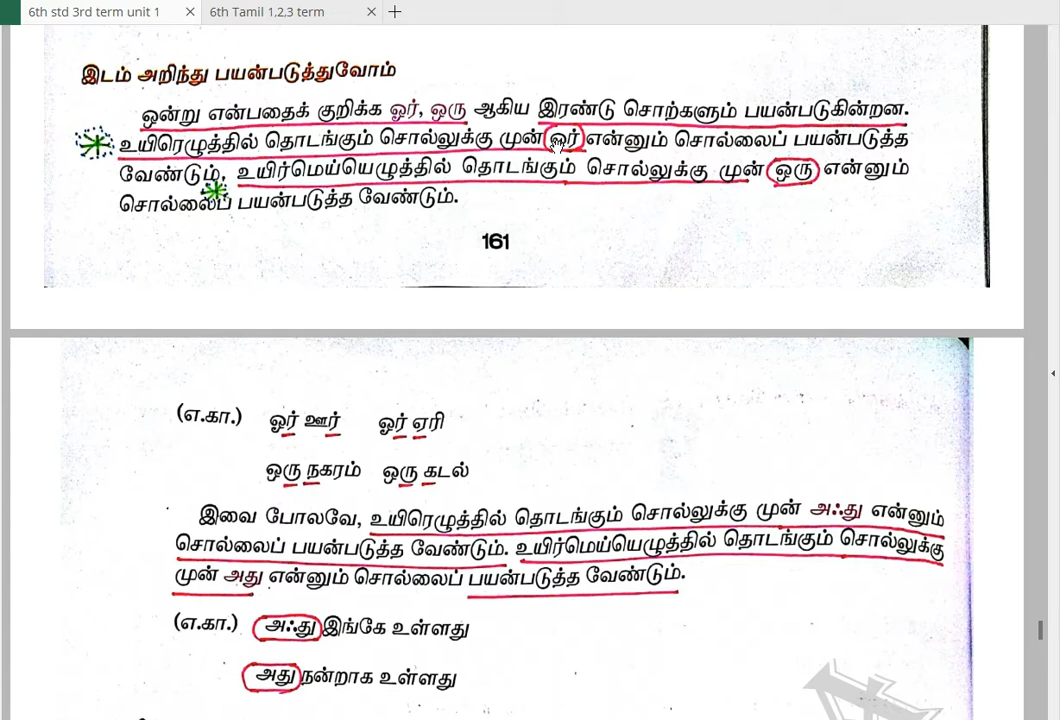 6th std 3rd term unit 1
6th Tamil 1,2,3 term
இடம் அறிந்து பயன்படுத்துவோம்
ஒன்று என்பதைக் குறிக்க ஓர், ஒரு ஆகிய இரண்டு சொற்களும் பயன்படுகின்றன.
உயிரெழுத்தில் தொடங்கும் சொல்லுக்கு முன் ஓர் என்னும் சொல்லைப் பயன்படுத்த
வேண்டும், உயிர்மெய்யெழுத்தில் தொடங்கும் சொல்லுக்கு முன் ஒரு என்னும்
சொல்லைப் பயன்படுத்த வேண்டும்.
161
(எ.கா.) ஓர் ஊர் ஓர் ஏரி
ஒரு நகரம் ஒரு கடல்
இவை போலவே, உயிரெழுத்தில் தொடங்கும் சொல்லுக்கு முன் அஃது என்னும்
சொல்லைப் பயன்படுத்த வேண்டும். உயிர்மெய்யெழுத்தில் தொடங்கும் சொல்லுக்கு
முன் அது என்னும் சொல்லைப் பயன்படுத்த வேண்டும்.
(எ.கா.) அஃது இங்கே உள்ளது
அது நன்றாக உள்ளது